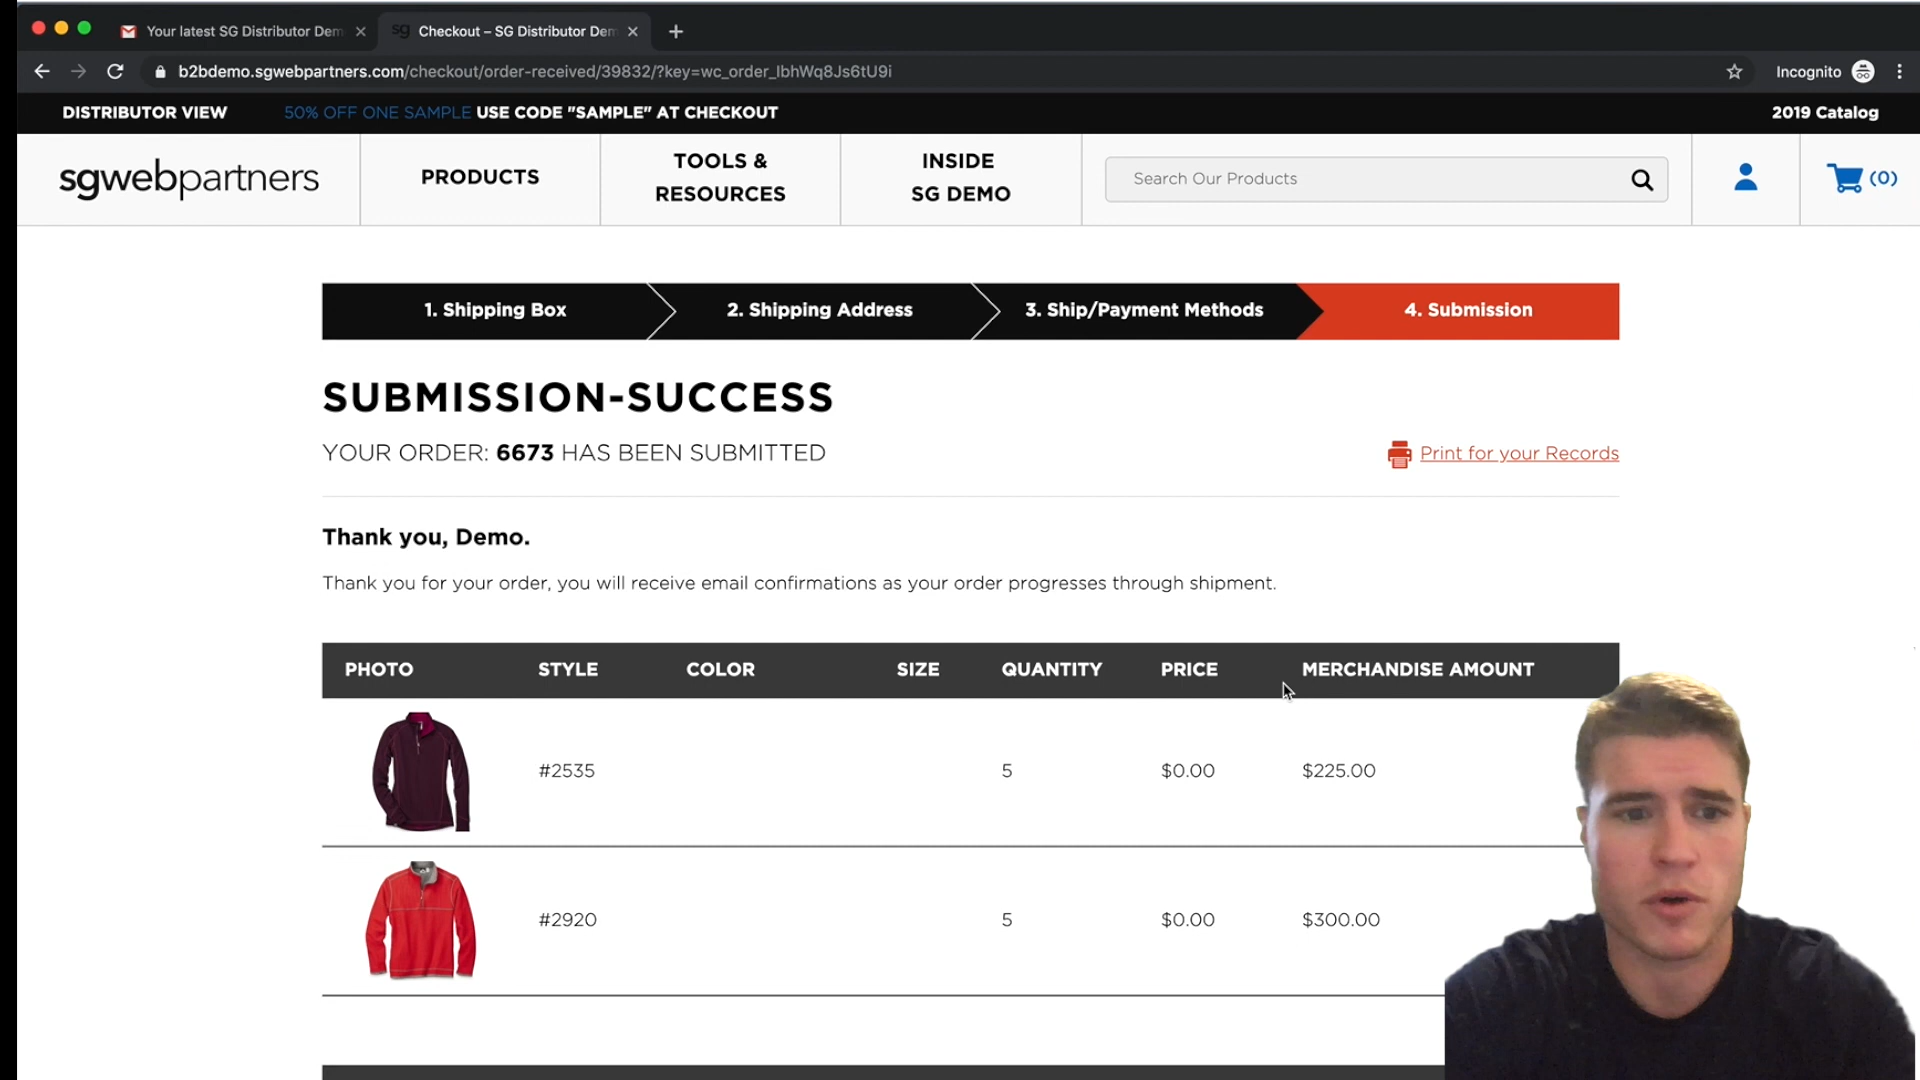 Your latest SG Distributor Dem
sg Checkout – SG Distributor Dem
b2bdemo.sgwebpartners.com/checkout/order-received/39832/?key=wc_order_lbhWq8Js6tU9i
Incognito
DISTRIBUTOR VIEW 50% OFF ONE SAMPLE USE CODE "SAMPLE" AT CHECKOUT 2019 Catalog
sgwebpartners
PRODUCTS
TOOLS &
RESOURCES
INSIDE
SG DEMO
Search Our Products
(0)
1. Shipping Box
2. Shipping Address
3. Ship/Payment Methods
4. Submission
SUBMISSION-SUCCESS
YOUR ORDER: 6673 HAS BEEN SUBMITTED
Print for your Records
Thank you, Demo.
Thank you for your order, you will receive email confirmations as your order progresses through shipment.
PHOTO STYLE COLOR SIZE QUANTITY PRICE MERCHANDISE AMOUNT
#2535 5 $0.00 $225.00
#2920 5 $0.00 $300.00